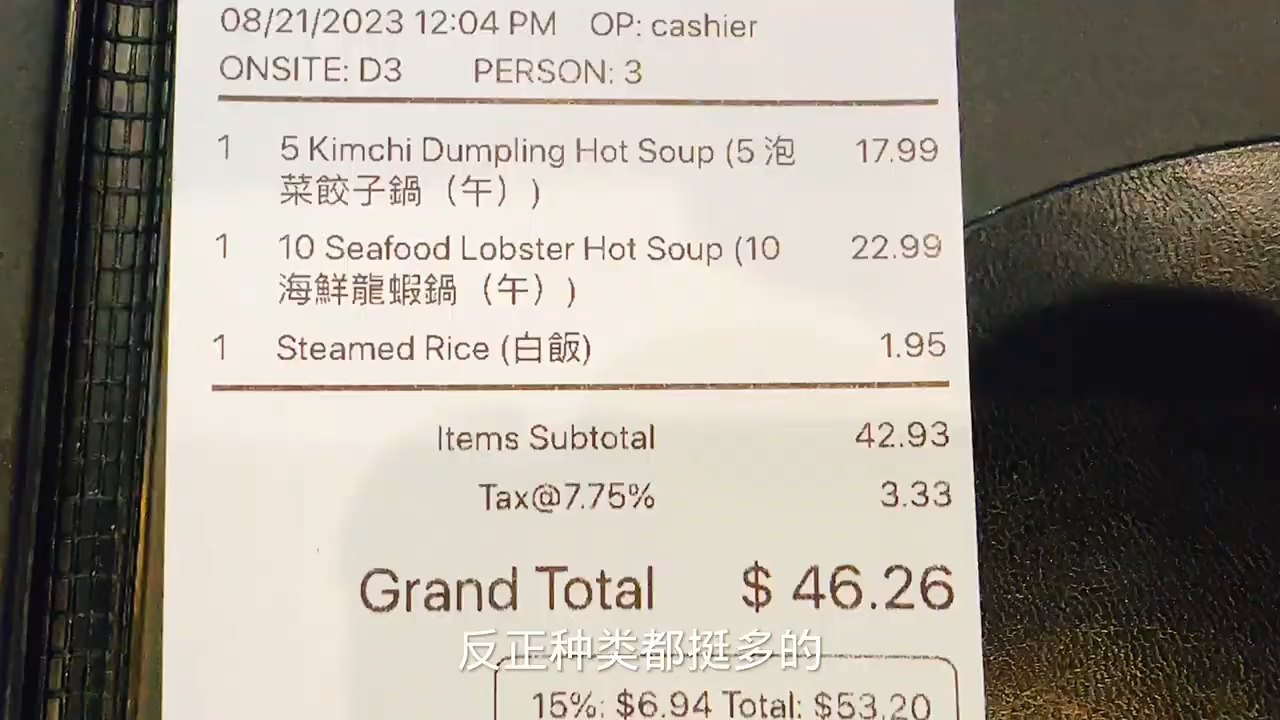 08/21/2023 12:04 PM OP: cashier
ONSITE: D3 PERSON: 3
1 5 Kimchi Dumpling Hot Soup (5 泡 17.99
菜餃子鍋（午）)
1 10 Seafood Lobster Hot Soup (10 22.99
海鮮龍蝦鍋（午）)
1 Steamed Rice (白飯) 1.95
Items Subtotal 42.93
Tax@7.75% 3.33
Grand Total $ 46.26
反正种类都挺多的
15%: $6.94 Total: $53.20